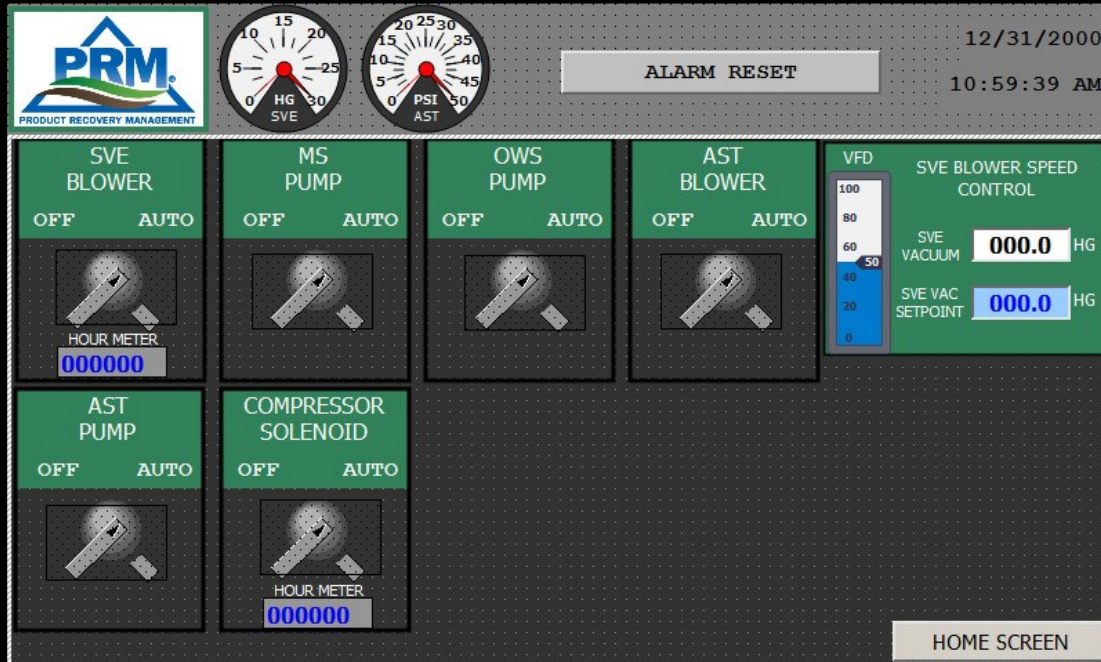 PRM
PRODUCT RECOVERY MANAGEMENT
0 5 10 15 20 25 30
HG
SVE
0 5 10 15 20 25 30 35 40 45 50
PSI
AST
ALARM RESET
12/31/2000
10:59:39 AM
SVE
BLOWER
OFF AUTO
HOUR METER
000000
MS
PUMP
OFF AUTO
OWS
PUMP
OFF AUTO
AST
BLOWER
OFF AUTO
VFD
100
80
60
50
40
20
0
SVE BLOWER SPEED
CONTROL
SVE
VACUUM 000.0 HG
SVE VAC
SETPOINT 000.0 HG
AST
PUMP
OFF AUTO
COMPRESSOR
SOLENOID
OFF AUTO
HOUR METER
000000
HOME SCREEN